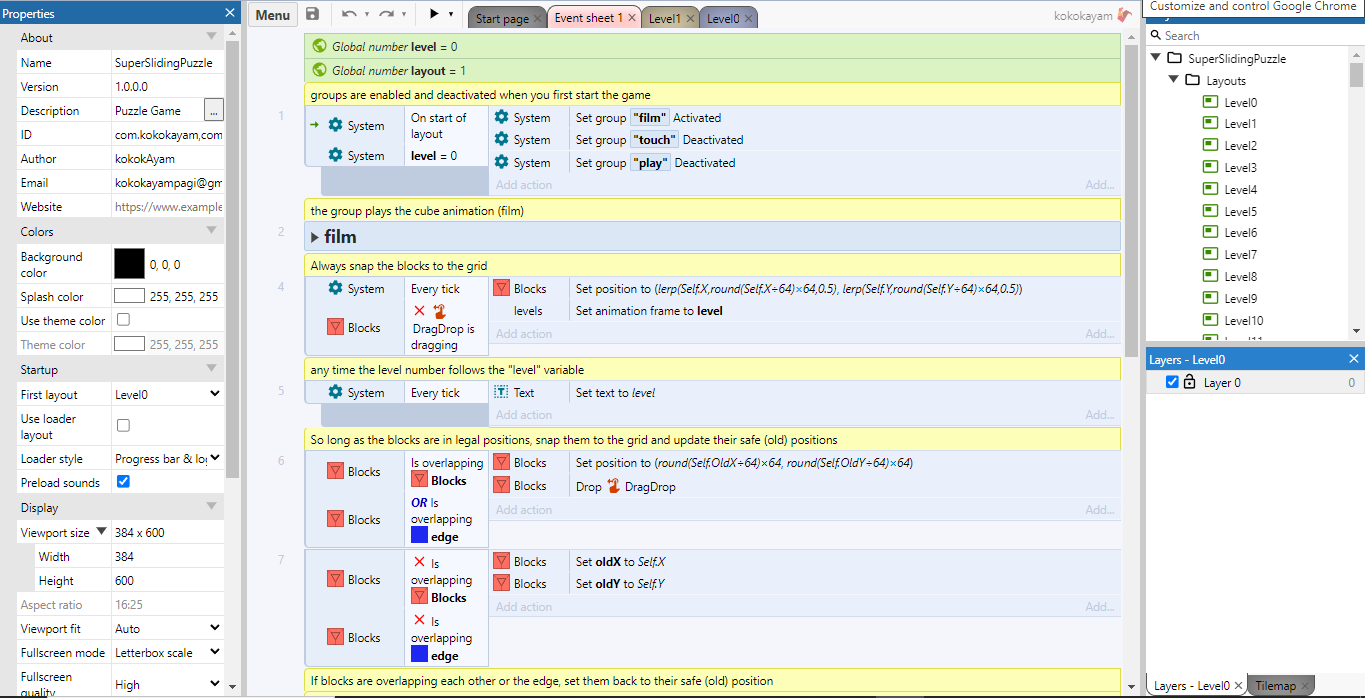 Properties
About
Name SuperSlidingPuzzle
Version 1.0.0.0
Description Puzzle Game ...
ID com.kokokayam,com
Author kokokAyam
Email kokokayampagi@gm
Website https://www.example
Colors
Background color 0, 0, 0
Splash color 255, 255, 255
Use theme color
Theme color 255, 255, 255
Startup
First layout Level0
Use loader layout
Loader style Progress bar & lo
Preload sounds
Display
Viewport size 384 x 600
Width 384
Height 600
Aspect ratio 16:25
Viewport fit Auto
Fullscreen mode Letterbox scale
Fullscreen quality High
Menu
Start page
Event sheet 1
Level1
Level0
kokokayam
Global number level = 0
Global number layout = 1
groups are enabled and deactivated when you first start the game
1
System On start of layout
System level = 0
System Set group "film" Activated
System Set group "touch" Deactivated
System Set group "play" Deactivated
Add action Add...
the group plays the cube animation (film)
2
film
Always snap the blocks to the grid
4
System Every tick
Blocks DragDrop is dragging
Blocks Set position to (lerp(Self.X,round(Self.X÷64)×64,0.5), lerp(Self.Y,round(Self.Y÷64)×64,0.5))
levels Set animation frame to level
Add action Add...
any time the level number follows the "level" variable
5
System Every tick
Text Set text to level
Add action Add...
So long as the blocks are in legal positions, snap them to the grid and update their safe (old) positions
6
Blocks Is overlapping Blocks
Blocks OR Is overlapping edge
Blocks Set position to (round(Self.OldX÷64)×64, round(Self.OldY÷64)×64)
Blocks Drop DragDrop
Add action Add...
7
Blocks Is overlapping Blocks
Blocks Is overlapping edge
Blocks Set oldX to Self.X
Blocks Set oldY to Self.Y
Add action Add...
If blocks are overlapping each other or the edge, set them back to their safe (old) position
Customize and control Google Chrome
Search
SuperSlidingPuzzle
Layouts
Level0
Level1
Level2
Level3
Level4
Level5
Level6
Level7
Level8
Level9
Level10
Layers - Level0
Layer 0 0
Layers - Level0
Tilemap